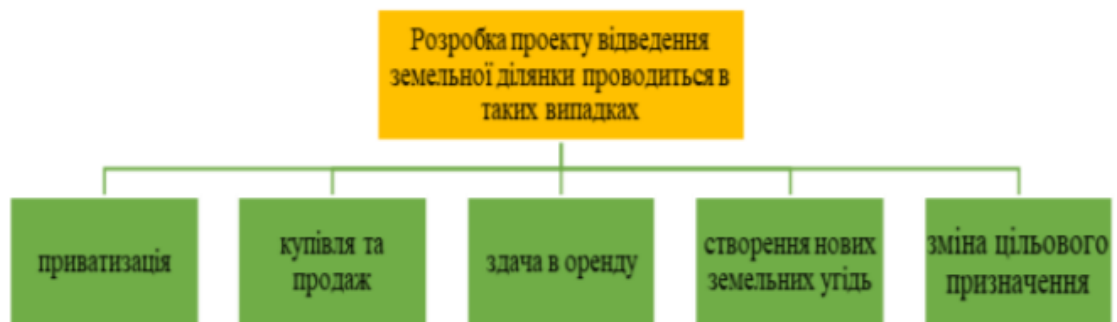 Розробка проекту відведення
земельної ділянки проводиться в
таких випадках
приватизація
купівля та
продаж
здача в оренду
створення нових
земельних угідь
зміна цільового
призначення